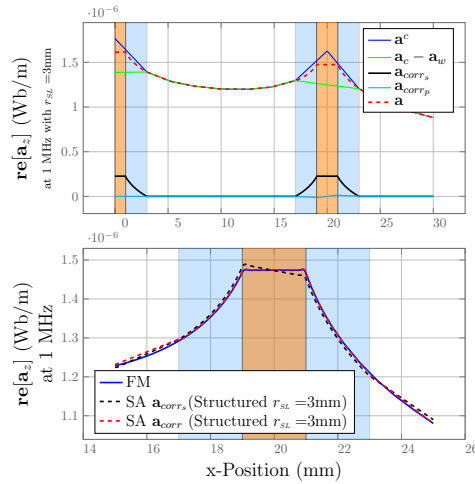 ·10⁻⁶
1.5
1
0.5
0
0 5 10 15 20 25 30
re[a_z] (Wb/m)
at 1 MHz with r_SL =3mm
a^c
a_c − a_w
a_corr_s
a_corr_p
a
·10⁻⁶
1.5
1.4
1.3
1.2
1.1
14 16 18 20 22 24 26
re[a_z] (Wb/m)
at 1 MHz
FM
SA a_corr_s (Structured r_SL =3mm)
SA a_corr (Structured r_SL =3mm)
x-Position (mm)